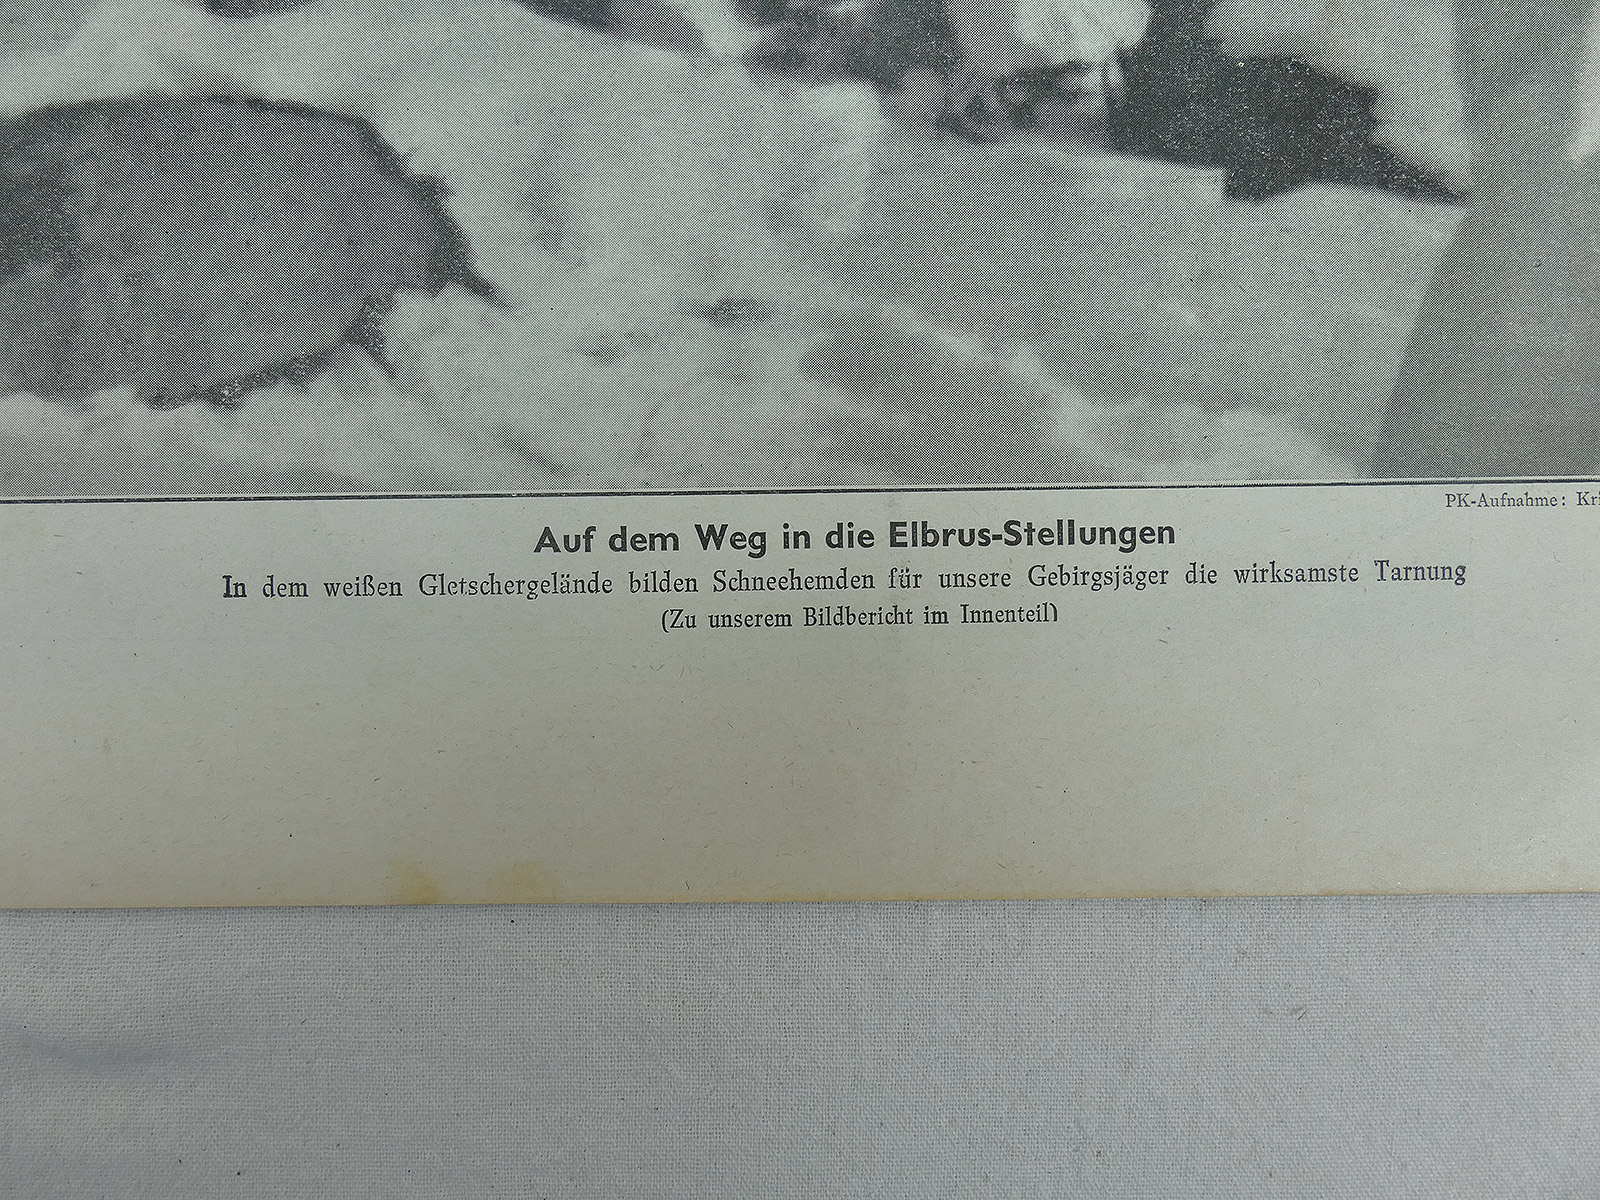 PK-Aufnahme:
Auf dem Weg in die Elbrus-Stellungen
In dem weißen Gletschergelände bilden Schneehemden für unsere Gebirgsjäger die wirksamste Tarnung
(Zu unserem Bildbericht im Innenteil)